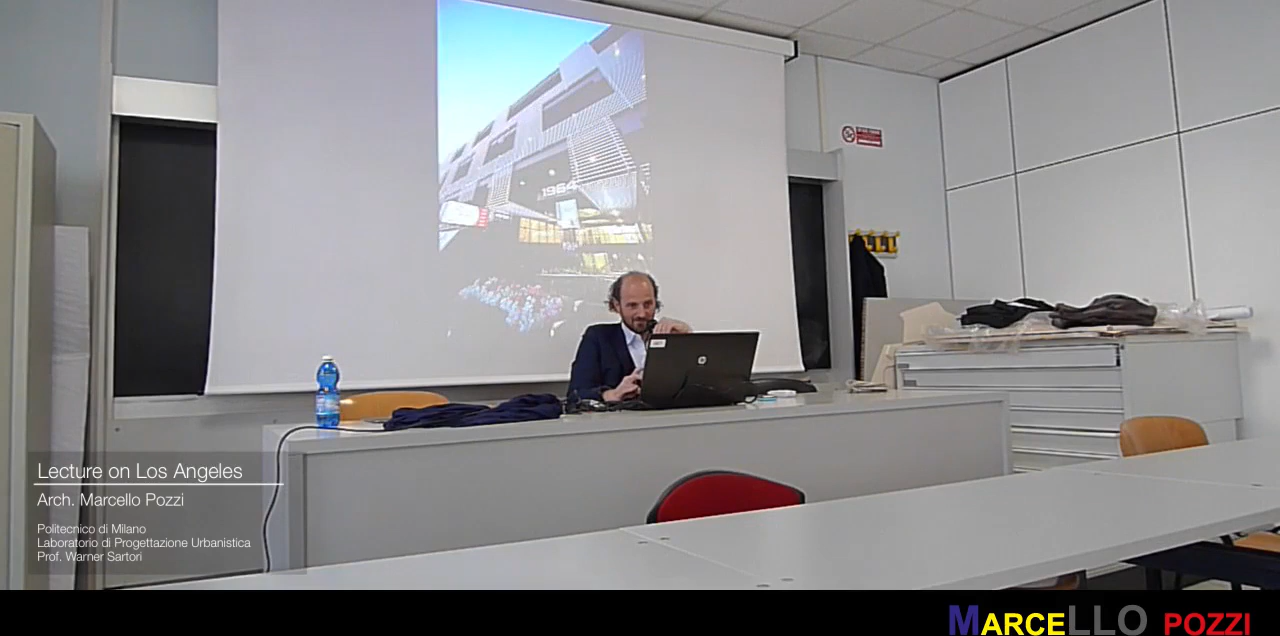 1964
hp
Lecture on Los Angeles
Arch. Marcello Pozzi
Politecnico di Milano
Laboratorio di Progettazione Urbanistica
Prof. Warner Sartori
MARCELLO POZZI